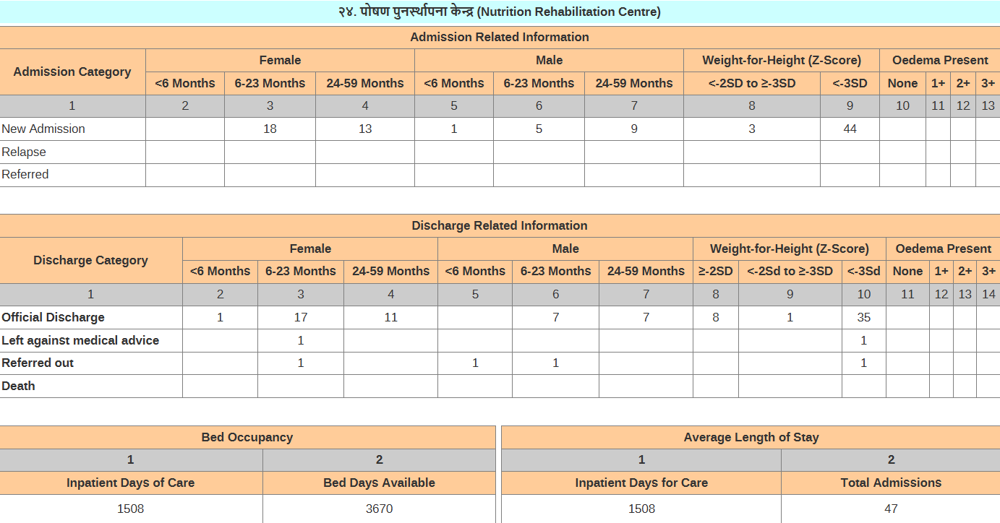 २४. पोषण पुनर्स्थापना केन्द्र (Nutrition Rehabilitation Centre)
Admission Related Information
Admission Category Female Male Weight-for-Height (Z-Score) Oedema Present
<6 Months 6-23 Months 24-59 Months <6 Months 6-23 Months 24-59 Months <-2SD to ≥-3SD <-3SD None 1+ 2+ 3+
1 2 3 4 5 6 7 8 9 10 11 12 13
New Admission 18 13 1 5 9 3 44
Relapse
Referred
Discharge Related Information
Discharge Category Female Male Weight-for-Height (Z-Score) Oedema Present
<6 Months 6-23 Months 24-59 Months <6 Months 6-23 Months 24-59 Months ≥-2SD <-2Sd to ≥-3SD <-3Sd None 1+ 2+ 3+
1 2 3 4 5 6 7 8 9 10 11 12 13 14
Official Discharge 1 17 11 7 7 8 1 35
Left against medical advice 1 1
Referred out 1 1 1 1
Death
Bed Occupancy Average Length of Stay
1 2 1 2
Inpatient Days of Care Bed Days Available Inpatient Days for Care Total Admissions
1508 3670 1508 47